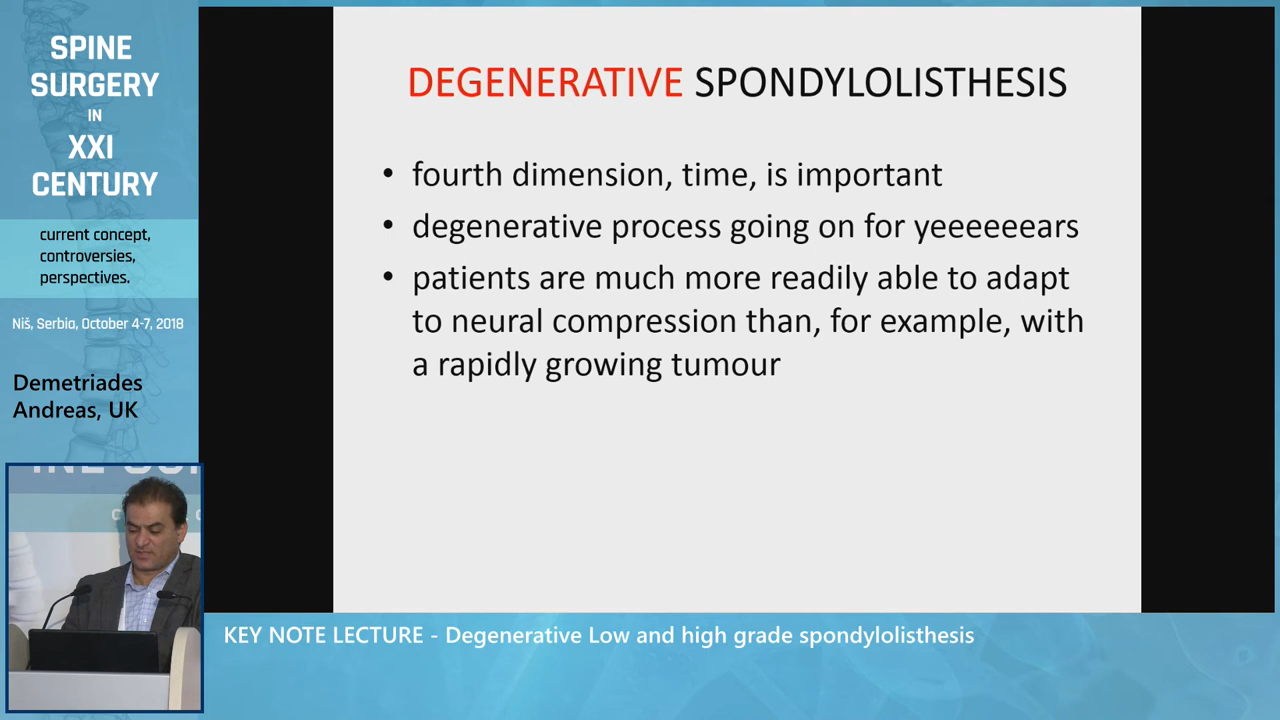 SPINE
SURGERY
IN
XXI
CENTURY
current concept,
controversies,
perspectives.
Niš, Serbia, October 4-7, 2018
Demetriades
Andreas, UK
DEGENERATIVE SPONDYLOLISTHESIS
• fourth dimension, time, is important
• degenerative process going on for yeeeeeears
• patients are much more readily able to adapt
to neural compression than, for example, with
a rapidly growing tumour
KEY NOTE LECTURE - Degenerative Low and high grade spondylolisthesis